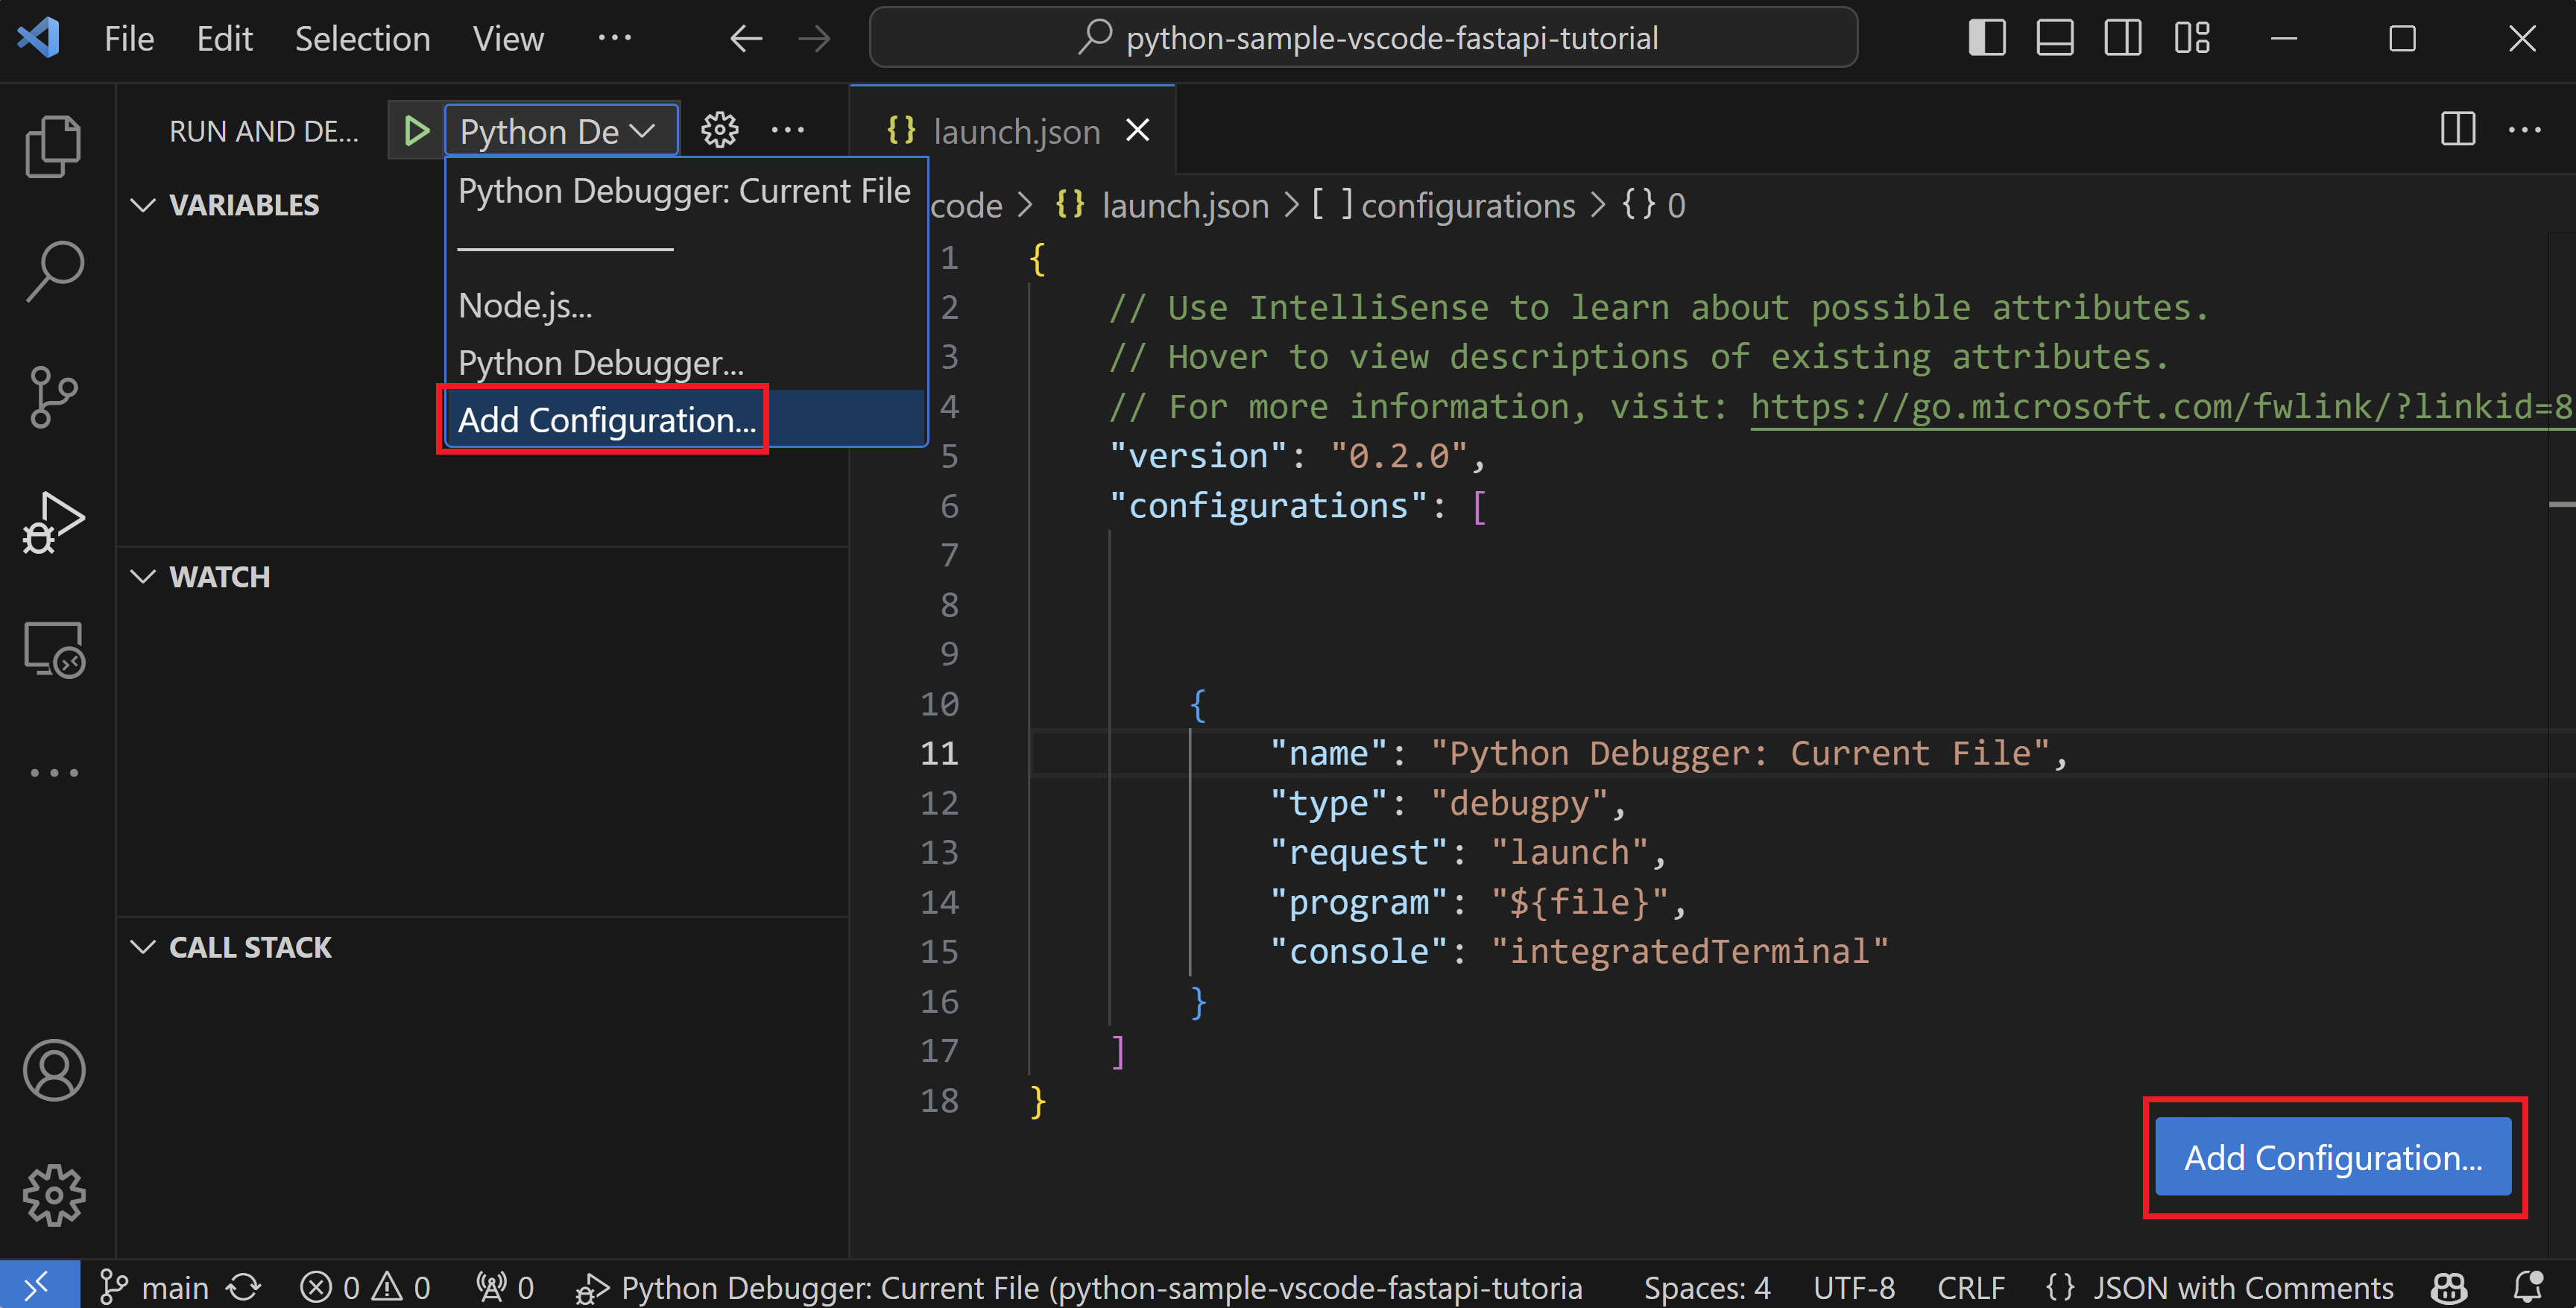 File Edit Selection View ··· python-sample-vscode-fastapi-tutorial
RUN AND DE... Python De
launch.json
Python Debugger: Current File
Node.js...
Python Debugger...
Add Configuration...
VARIABLES
WATCH
CALL STACK
code > {} launch.json > [ ] configurations > {} 0
1 {
2 // Use IntelliSense to learn about possible attributes.
3 // Hover to view descriptions of existing attributes.
4 // For more information, visit: https://go.microsoft.com/fwlink/?linkid=8
5 "version": "0.2.0",
6 "configurations": [
7
8
9
10 {
11 "name": "Python Debugger: Current File",
12 "type": "debugpy",
13 "request": "launch",
14 "program": "${file}",
15 "console": "integratedTerminal"
16 }
17 ]
18 }
Add Configuration...
main 0 0 0 Python Debugger: Current File (python-sample-vscode-fastapi-tutoria Spaces: 4 UTF-8 CRLF {} JSON with Comments